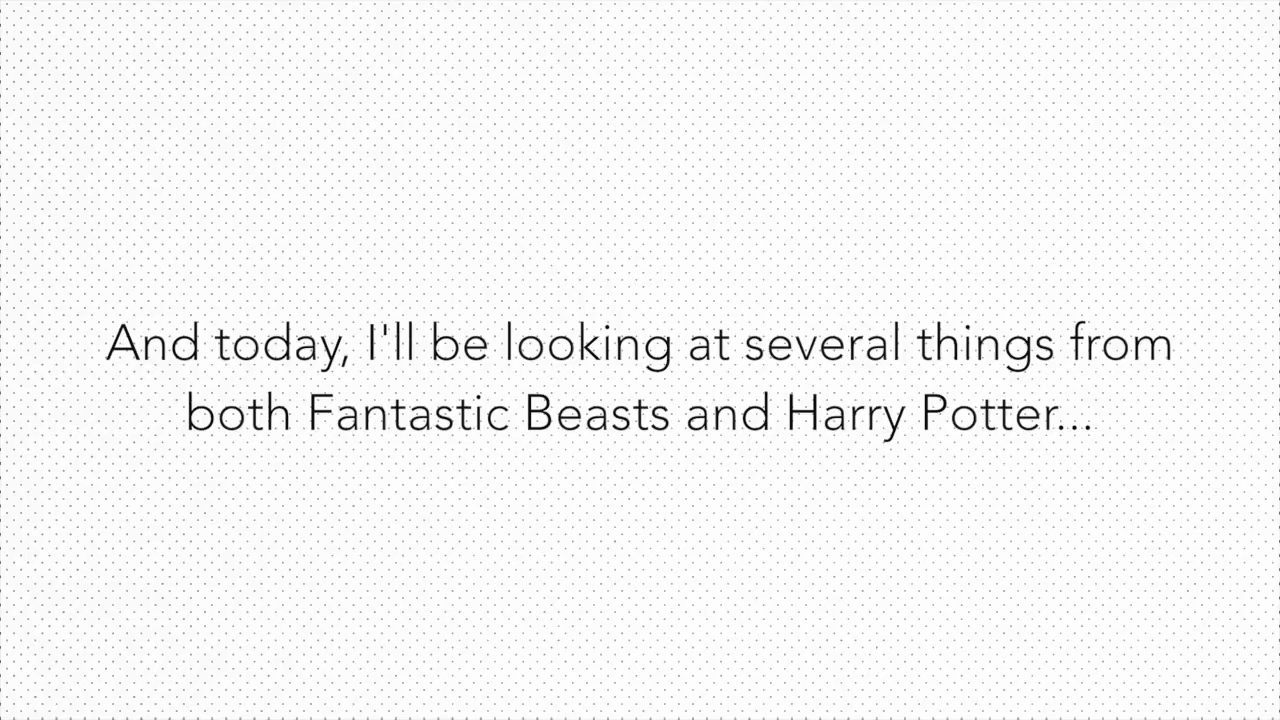 And today, I'll be looking at several things from
both Fantastic Beasts and Harry Potter...